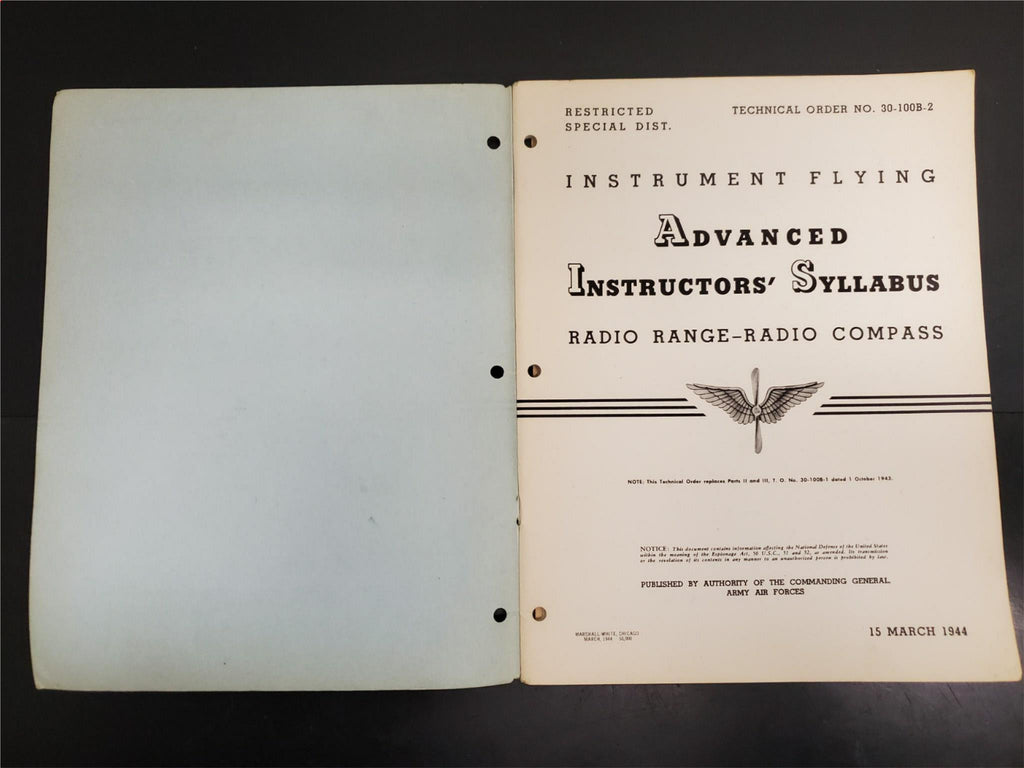 RESTRICTED
SPECIAL DIST.
TECHNICAL ORDER NO. 30-100B-2
INSTRUMENT FLYING
ADVANCED
INSTRUCTORS' SYLLABUS
RADIO RANGE–RADIO COMPASS
NOTE: This Technical Order replaces Parts II and III, T. O. No. 30-100B-1 dated 1 October 1943.
NOTICE: This document contains information affecting the National Defense of the United States
within the meaning of the Espionage Act, 50 U.S.C., 31 and 32, as amended. Its transmission
or the revelation of its contents in any manner to an unauthorized person is prohibited by law.
PUBLISHED BY AUTHORITY OF THE COMMANDING GENERAL,
ARMY AIR FORCES
MARSHALL WHITE, CHICAGO
MARCH, 1944 50,000
15 MARCH 1944